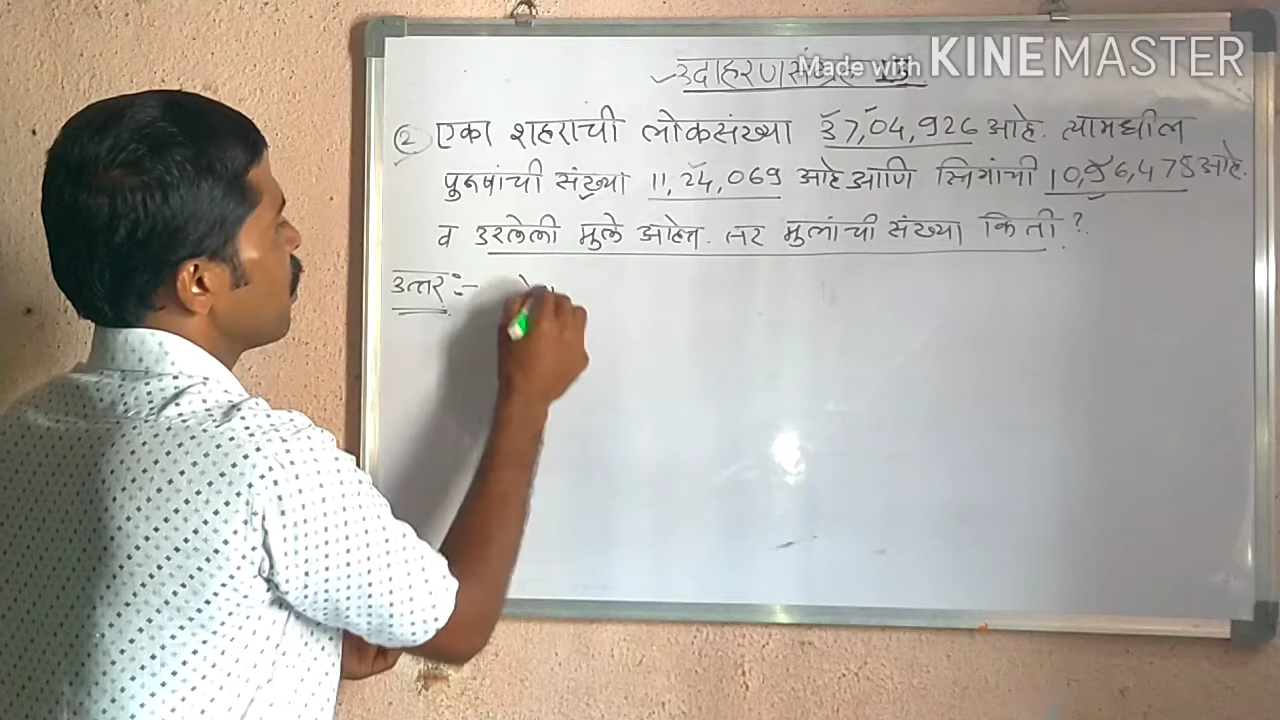 उदाहरणसंग्रह
Made with KINEMASTER
② एका शहराची लोकसंख्या 37,04,926 आहे. त्यामधील
पुरुषांची संख्या 11,24,069 आहे आणि स्त्रियांची 10,96,478 आहे.
व उरलेली मुले आहेत. तर मुलांची संख्या किती ?
उत्तर :-